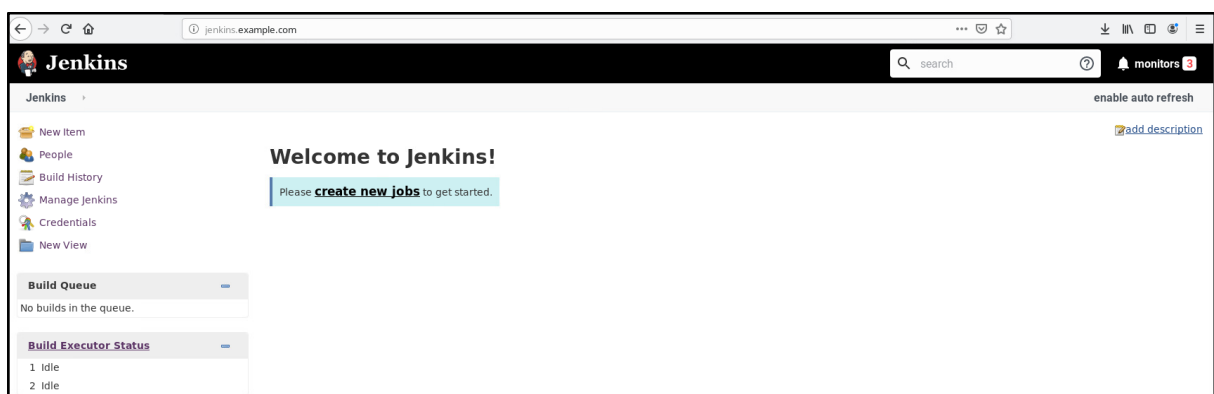 jenkins.example.com
Jenkins
search
monitors 3
Jenkins
enable auto refresh
New Item
People
Build History
Manage Jenkins
Credentials
New View
add description
Welcome to Jenkins!
Please create new jobs to get started.
Build Queue
No builds in the queue.
Build Executor Status
1 Idle
2 Idle